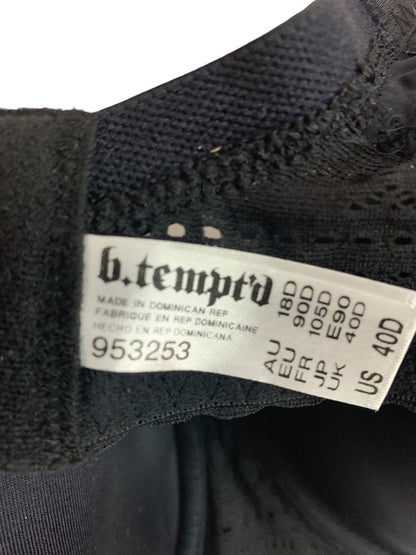 b.tempt'd
MADE IN DOMINICAN REP
FABRIQUE EN REP.DOMINICAINE
HECHO EN REP.DOMINICANA
953253
AU 18D
EU 90D
FR 105D
JP E90
UK 40D
US 40D